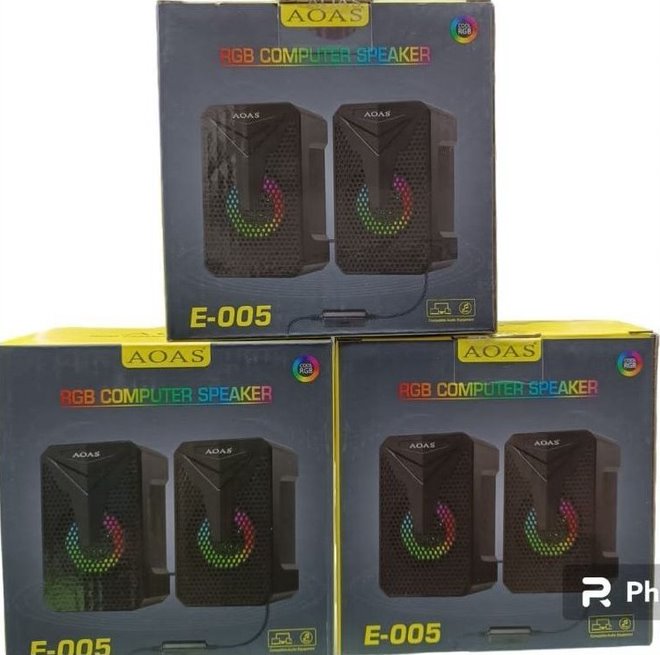 AOAS
COOL
RGB
RGB COMPUTER SPEAKER
AOAS
AOAS
E-005
Compatible Audio Equipment
AOAS
COOL
RGB
RGB COMPUTER SPEAKER
AOAS
AOAS
E-005
AOAS
COOL
RGB
RGB COMPUTER SPEAKER
AOAS
AOAS
E-005
Compatible Audio Equipment
Ph